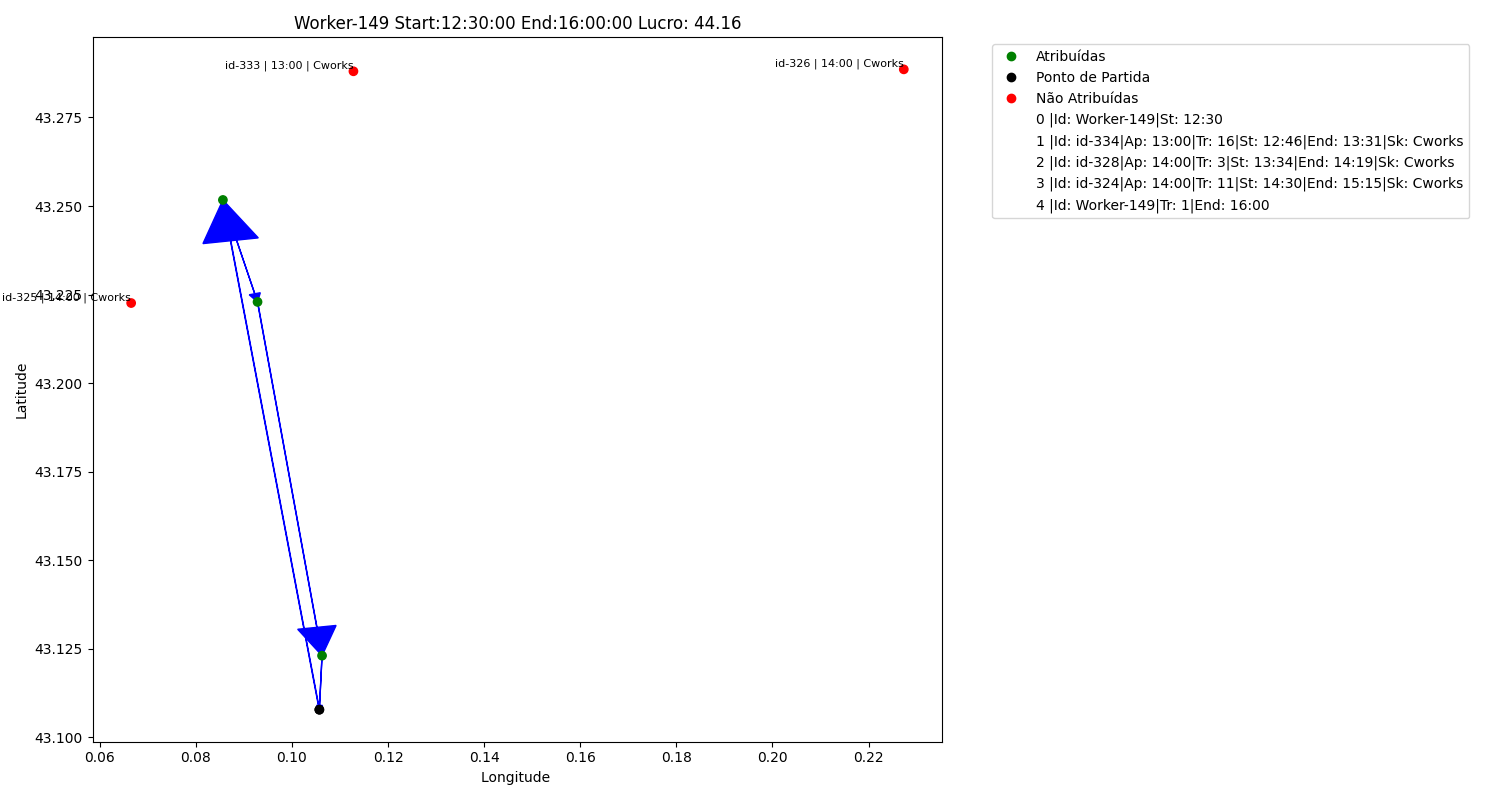 Worker-149 Start:12:30:00 End:16:00:00 Lucro: 44.16
id-333 | 13:00 | Cworks
id-326 | 14:00 | Cworks
id-325 | 14:00 | Cworks
43.275
43.250
43.225
43.200
43.175
43.150
43.125
43.100
Latitude
0.06 0.08 0.10 0.12 0.14 0.16 0.18 0.20 0.22
Longitude
Atribuídas
Ponto de Partida
Não Atribuídas
0 |Id: Worker-149|St: 12:30
1 |Id: id-334|Ap: 13:00|Tr: 16|St: 12:46|End: 13:31|Sk: Cworks
2 |Id: id-328|Ap: 14:00|Tr: 3|St: 13:34|End: 14:19|Sk: Cworks
3 |Id: id-324|Ap: 14:00|Tr: 11|St: 14:30|End: 15:15|Sk: Cworks
4 |Id: Worker-149|Tr: 1|End: 16:00